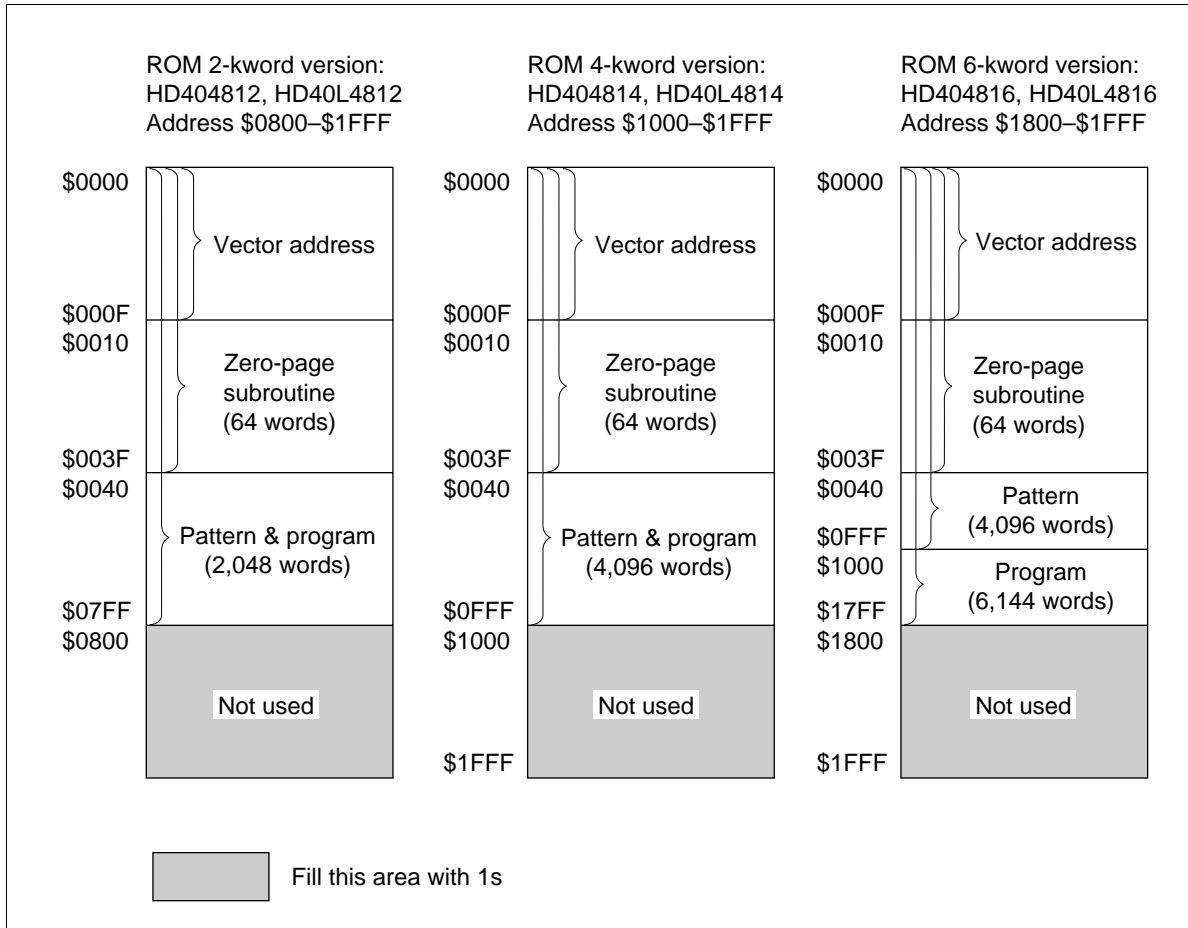 ROM 2-kword version:
HD404812, HD40L4812
Address $0800–$1FFF
$0000
Vector address
$000F
$0010
Zero-page
subroutine
(64 words)
$003F
$0040
Pattern & program
(2,048 words)
$07FF
$0800
Not used
ROM 4-kword version:
HD404814, HD40L4814
Address $1000–$1FFF
$0000
Vector address
$000F
$0010
Zero-page
subroutine
(64 words)
$003F
$0040
Pattern & program
(4,096 words)
$0FFF
$1000
Not used
$1FFF
ROM 6-kword version:
HD404816, HD40L4816
Address $1800–$1FFF
$0000
Vector address
$000F
$0010
Zero-page
subroutine
(64 words)
$003F
$0040
Pattern
(4,096 words)
$0FFF
$1000
Program
(6,144 words)
$17FF
$1800
Not used
$1FFF
Fill this area with 1s